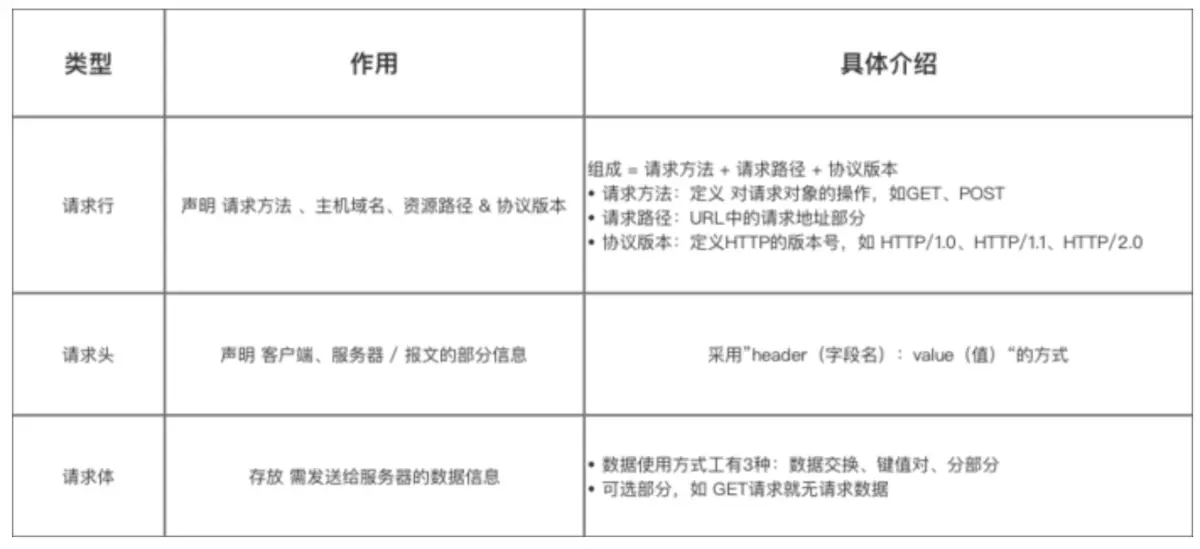 类型
作用
具体介绍
请求行
声明 请求方法 、主机域名、资源路径 & 协议版本
组成 = 请求方法 + 请求路径 + 协议版本
• 请求方法：定义 对请求对象的操作，如GET、POST
• 请求路径：URL中的请求地址部分
• 协议版本：定义HTTP的版本号，如 HTTP/1.0、HTTP/1.1、HTTP/2.0
请求头
声明 客户端、服务器 / 报文的部分信息
采用”header（字段名）：value（值）“的方式
请求体
存放 需发送给服务器的数据信息
• 数据使用方式工有3种：数据交换、键值对、分部分
• 可选部分，如 GET请求就无请求数据